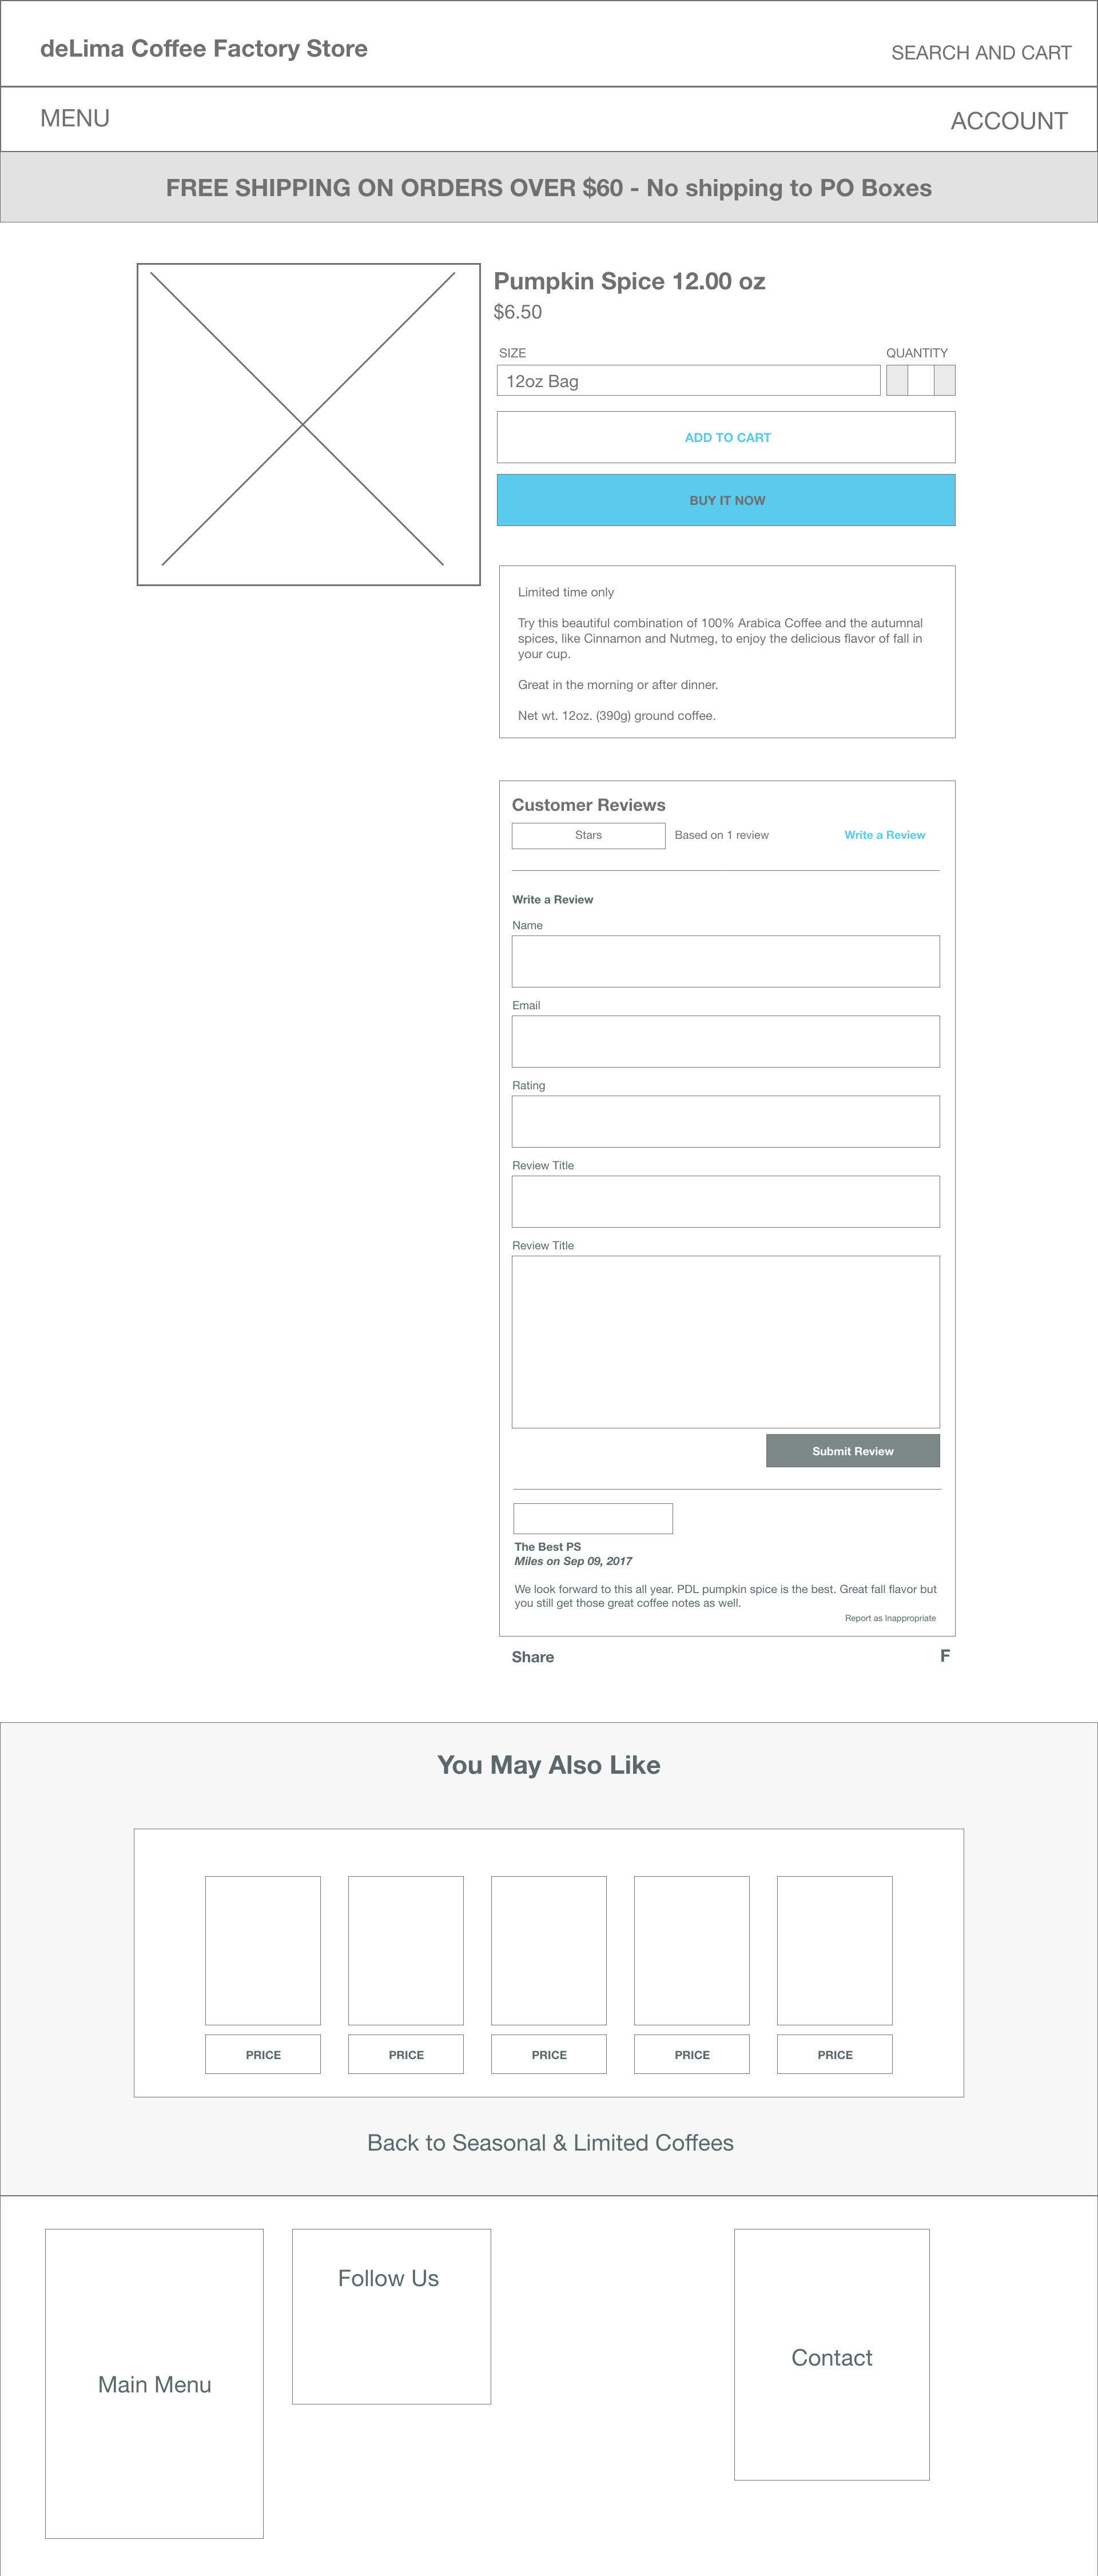 deLima Coffee Factory Store
SEARCH AND CART
MENU
ACCOUNT
FREE SHIPPING ON ORDERS OVER $60 - No shipping to PO Boxes
Pumpkin Spice 12.00 oz
$6.50
SIZE
QUANTITY
12oz Bag
ADD TO CART
BUY IT NOW
Limited time only
Try this beautiful combination of 100% Arabica Coffee and the autumnal
spices, like Cinnamon and Nutmeg, to enjoy the delicious flavor of fall in
your cup.
Great in the morning or after dinner.
Net wt. 12oz. (390g) ground coffee.
Customer Reviews
Stars
Based on 1 review
Write a Review
Write a Review
Name
Email
Rating
Review Title
Review Title
Submit Review
The Best PS
Miles on Sep 09, 2017
We look forward to this all year. PDL pumpkin spice is the best. Great fall flavor but
you still get those great coffee notes as well.
Report as Inappropriate
Share
F
You May Also Like
PRICE
PRICE
PRICE
PRICE
PRICE
Back to Seasonal & Limited Coffees
Follow Us
Contact
Main Menu